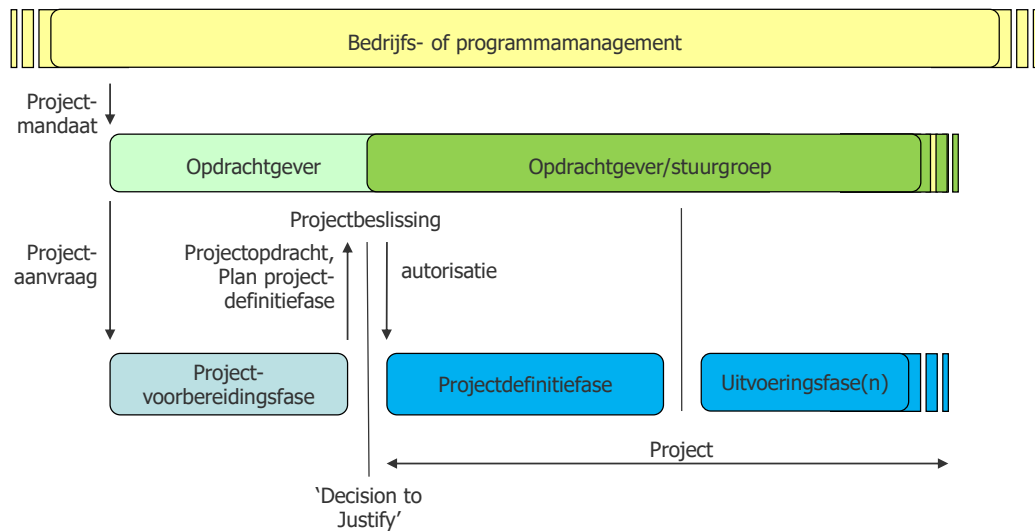 Bedrijfs- of programmamanagement
Project-
mandaat
Opdrachtgever
Opdrachtgever/stuurgroep
Projectbeslissing
Project-
aanvraag
Projectopdracht,
Plan project-
definitiefase
autorisatie
Project-
voorbereidingsfase
Projectdefinitiefase
Uitvoeringsfase(n)
Project
‘Decision to
Justify’